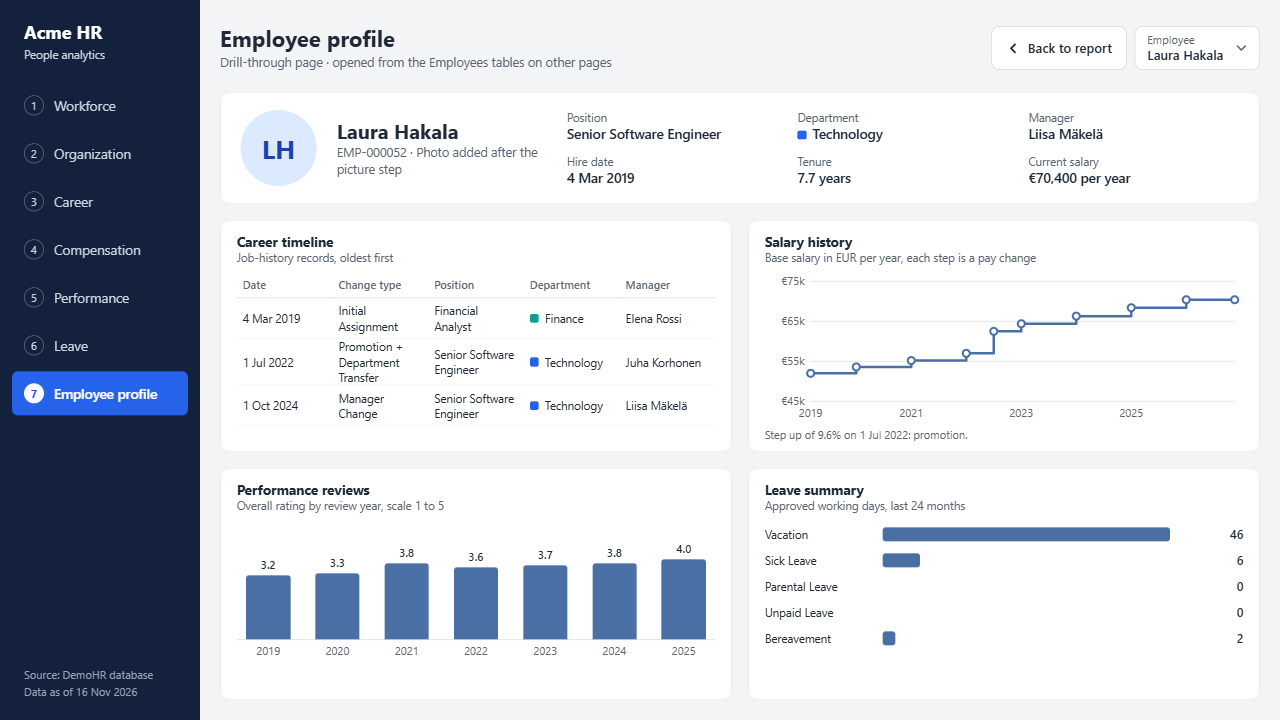 Acme HR
People analytics
1 Workforce
2 Organization
3 Career
4 Compensation
5 Performance
6 Leave
7 Employee profile
Source: DemoHR database
Data as of 16 Nov 2026
Employee profile
Drill-through page · opened from the Employees tables on other pages
Back to report
Employee
Laura Hakala
LH
Laura Hakala
EMP-000052 · Photo added after the
picture step
Position
Senior Software Engineer
Department
Technology
Manager
Liisa Mäkelä
Hire date
4 Mar 2019
Tenure
7.7 years
Current salary
€70,400 per year
Career timeline
Job-history records, oldest first
Date Change type Position Department Manager
4 Mar 2019 Initial Assignment Financial Analyst Finance Elena Rossi
1 Jul 2022 Promotion + Department Transfer Senior Software Engineer Technology Juha Korhonen
1 Oct 2024 Manager Change Senior Software Engineer Technology Liisa Mäkelä
Salary history
Base salary in EUR per year, each step is a pay change
€75k
€65k
€55k
€45k
2019 2021 2023 2025
Step up of 9.6% on 1 Jul 2022: promotion.
Performance reviews
Overall rating by review year, scale 1 to 5
3.2 3.3 3.8 3.6 3.7 3.8 4.0
2019 2020 2021 2022 2023 2024 2025
Leave summary
Approved working days, last 24 months
Vacation 46
Sick Leave 6
Parental Leave 0
Unpaid Leave 0
Bereavement 2